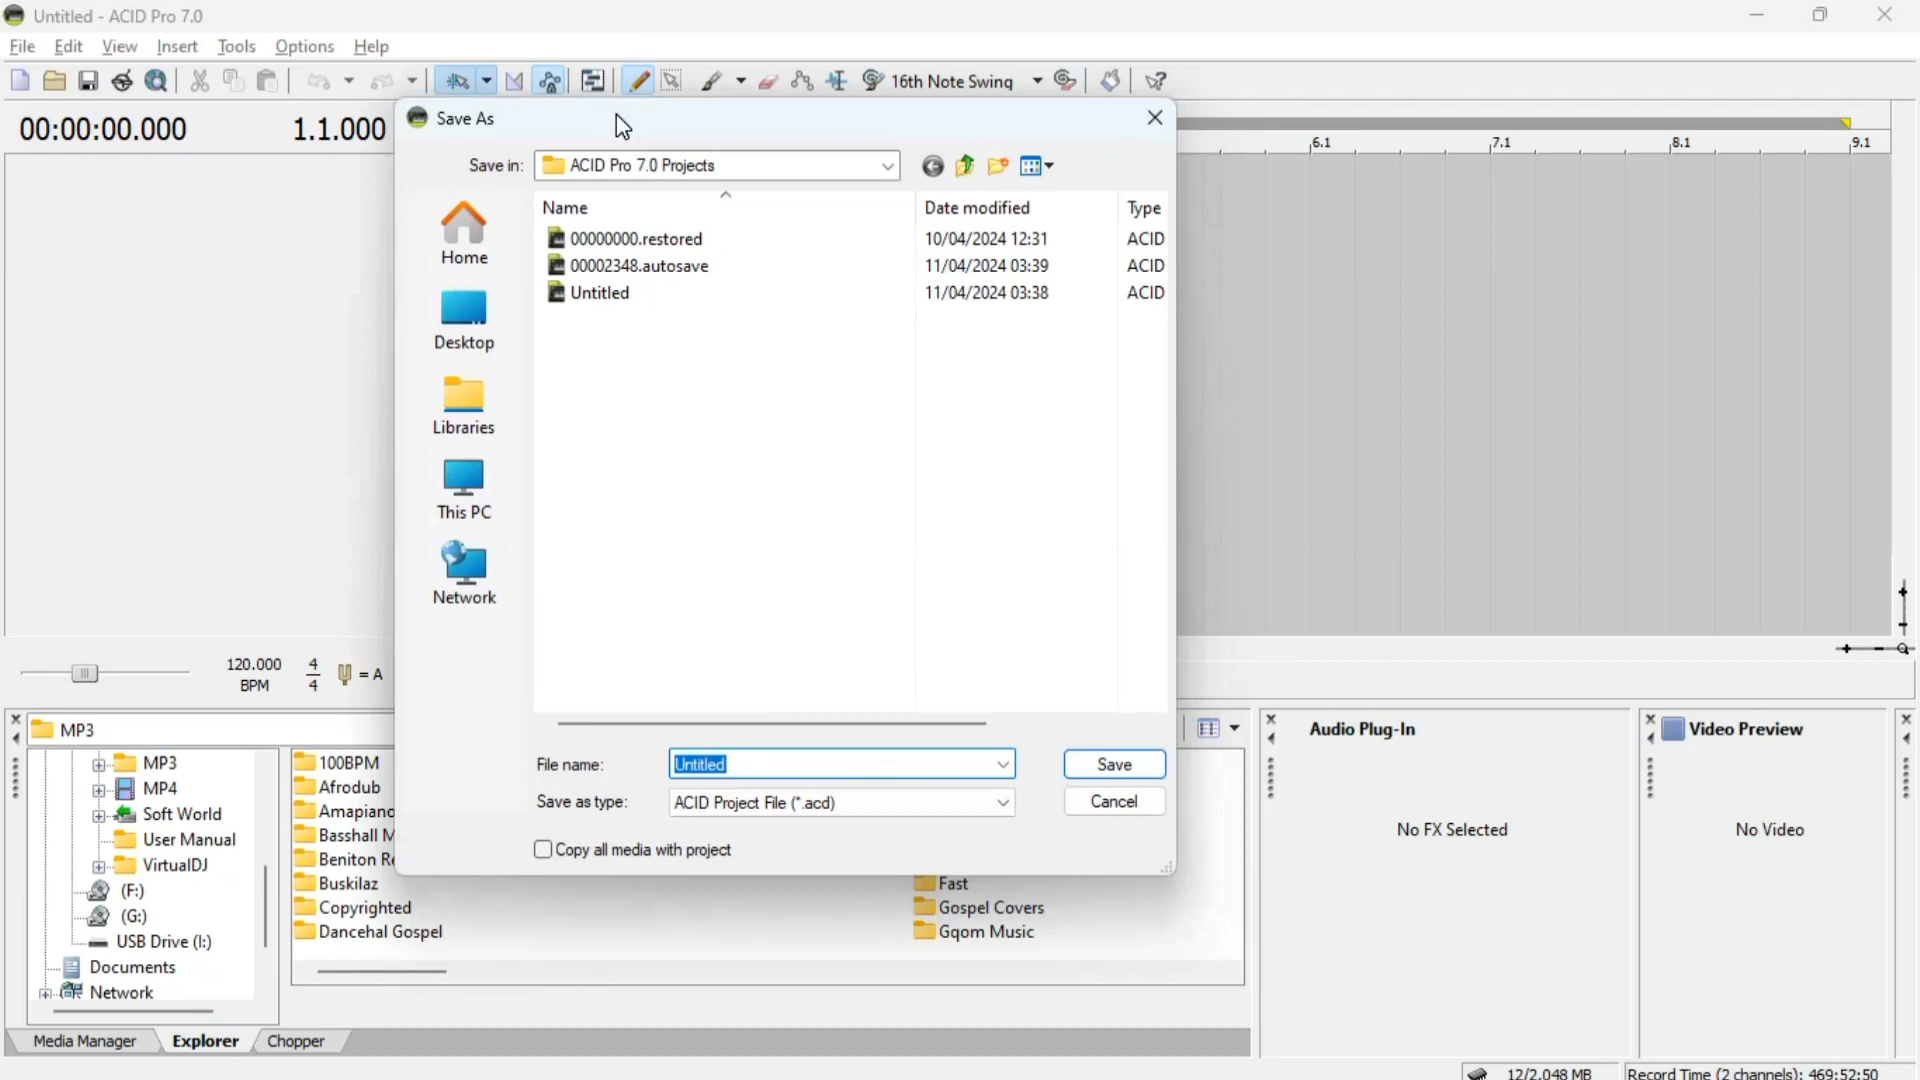 Untitled - ACID Pro 7.0
File Edit View Insert Tools Options Help
16th Note Swing
00:00:00.000 1.1.000
6.1 7.1 8.1 9.1
Save As
Save in: ACID Pro 7.0 Projects
Name Date modified Type
00000000.restored 10/04/2024 12:31 ACID
00002348.autosave 11/04/2024 03:39 ACID
Untitled 11/04/2024 03:38 ACID
Home
Desktop
Libraries
This PC
Network
File name: Untitled Save
Save as type: ACID Project File (*.acd) Cancel
Copy all media with project
120.000
BPM
4
4
= A
MP3
MP3
MP4
Soft World
User Manual
VirtualDJ
(F:)
(G:)
USB Drive (I:)
Documents
Network
100BPM
Afrodub
Amapiano
Basshall M
Beniton Re
Buskilaz
Copyrighted
Dancehal Gospel
Fast
Gospel Covers
Gqom Music
Media Manager Explorer Chopper
Audio Plug-In
No FX Selected
Video Preview
No Video
12/2,048 MB Record Time (2 channels): 469:52:50